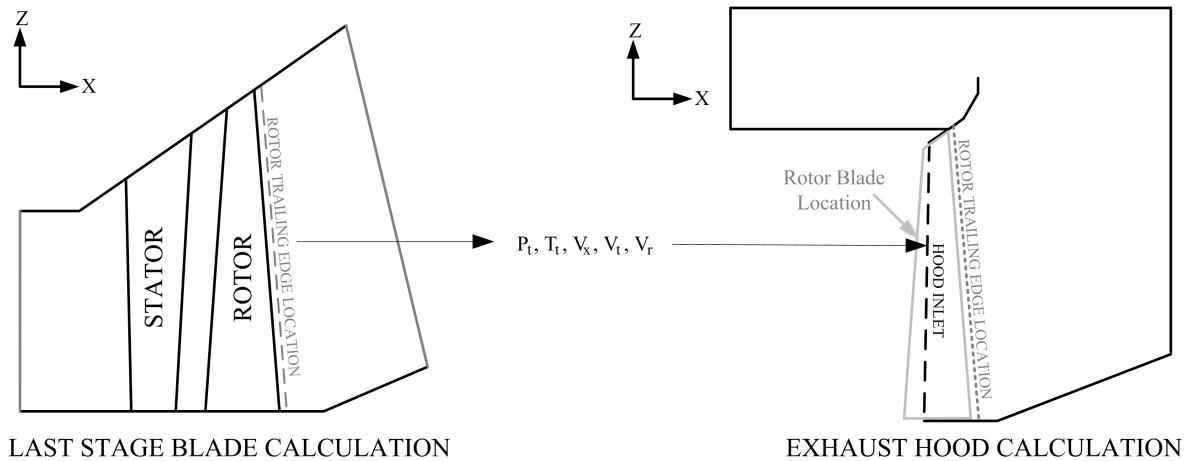 Z
X
STATOR
ROTOR
ROTOR TRAILING EDGE LOCATION
LAST STAGE BLADE CALCULATION
Pt, Tt, Vx, Vt, Vr
Z
X
Rotor Blade
Location
HOOD INLET
ROTOR TRAILING EDGE LOCATION
EXHAUST HOOD CALCULATION